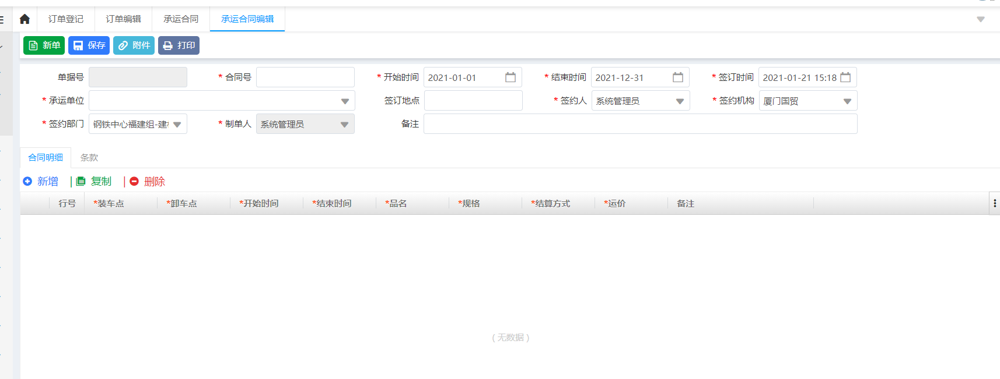 订单登记 订单编辑 承运合同 承运合同编辑
新单 保存 附件 打印
单据号 * 合同号 * 开始时间 2021-01-01 * 结束时间 2021-12-31 * 签订时间 2021-01-21 15:18
* 承运单位 签订地点 * 签约人 系统管理员 * 签约机构 厦门国贸
* 签约部门 钢铁中心福建组-建 * 制单人 系统管理员 备注
合同明细 条款
新增 | 复制 | 删除
行号 *装车点 *卸车点 *开始时间 *结束时间 *品名 *规格 *结算方式 *运价 备注
( 无数据 )